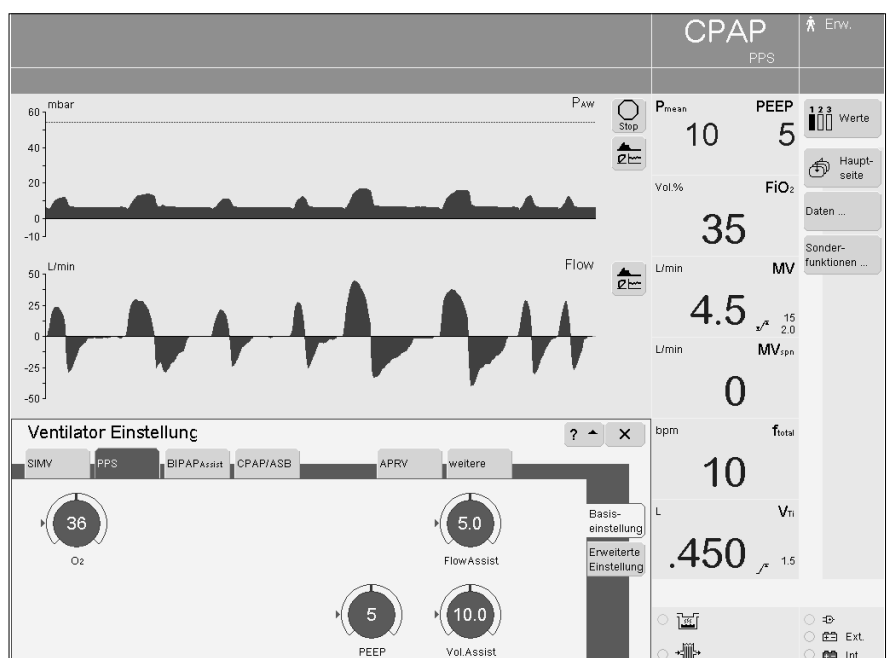 CPAP
PPS
Erw.
mbar
PAW
60
40
20
0
-10
Stop
L/min
Flow
50
25
0
-25
-50
Pmean
PEEP
10
5
Vol.%
FiO2
35
L/min
MV
4.5
15
2.0
L/min
MVspn
0
bpm
ftotal
10
L
VTi
.450
1.5
1 2 3
Werte
Haupt-
seite
Daten ...
Sonder-
funktionen ...
Ventilator Einstellung
?
SIMV
PPS
BIPAPAssist
CPAP/ASB
APRV
weitere
36
O2
5.0
FlowAssist
5
PEEP
10.0
Vol.Assist
Basis-
einstellung
Erweiterte
Einstellung
Ext.
Int.